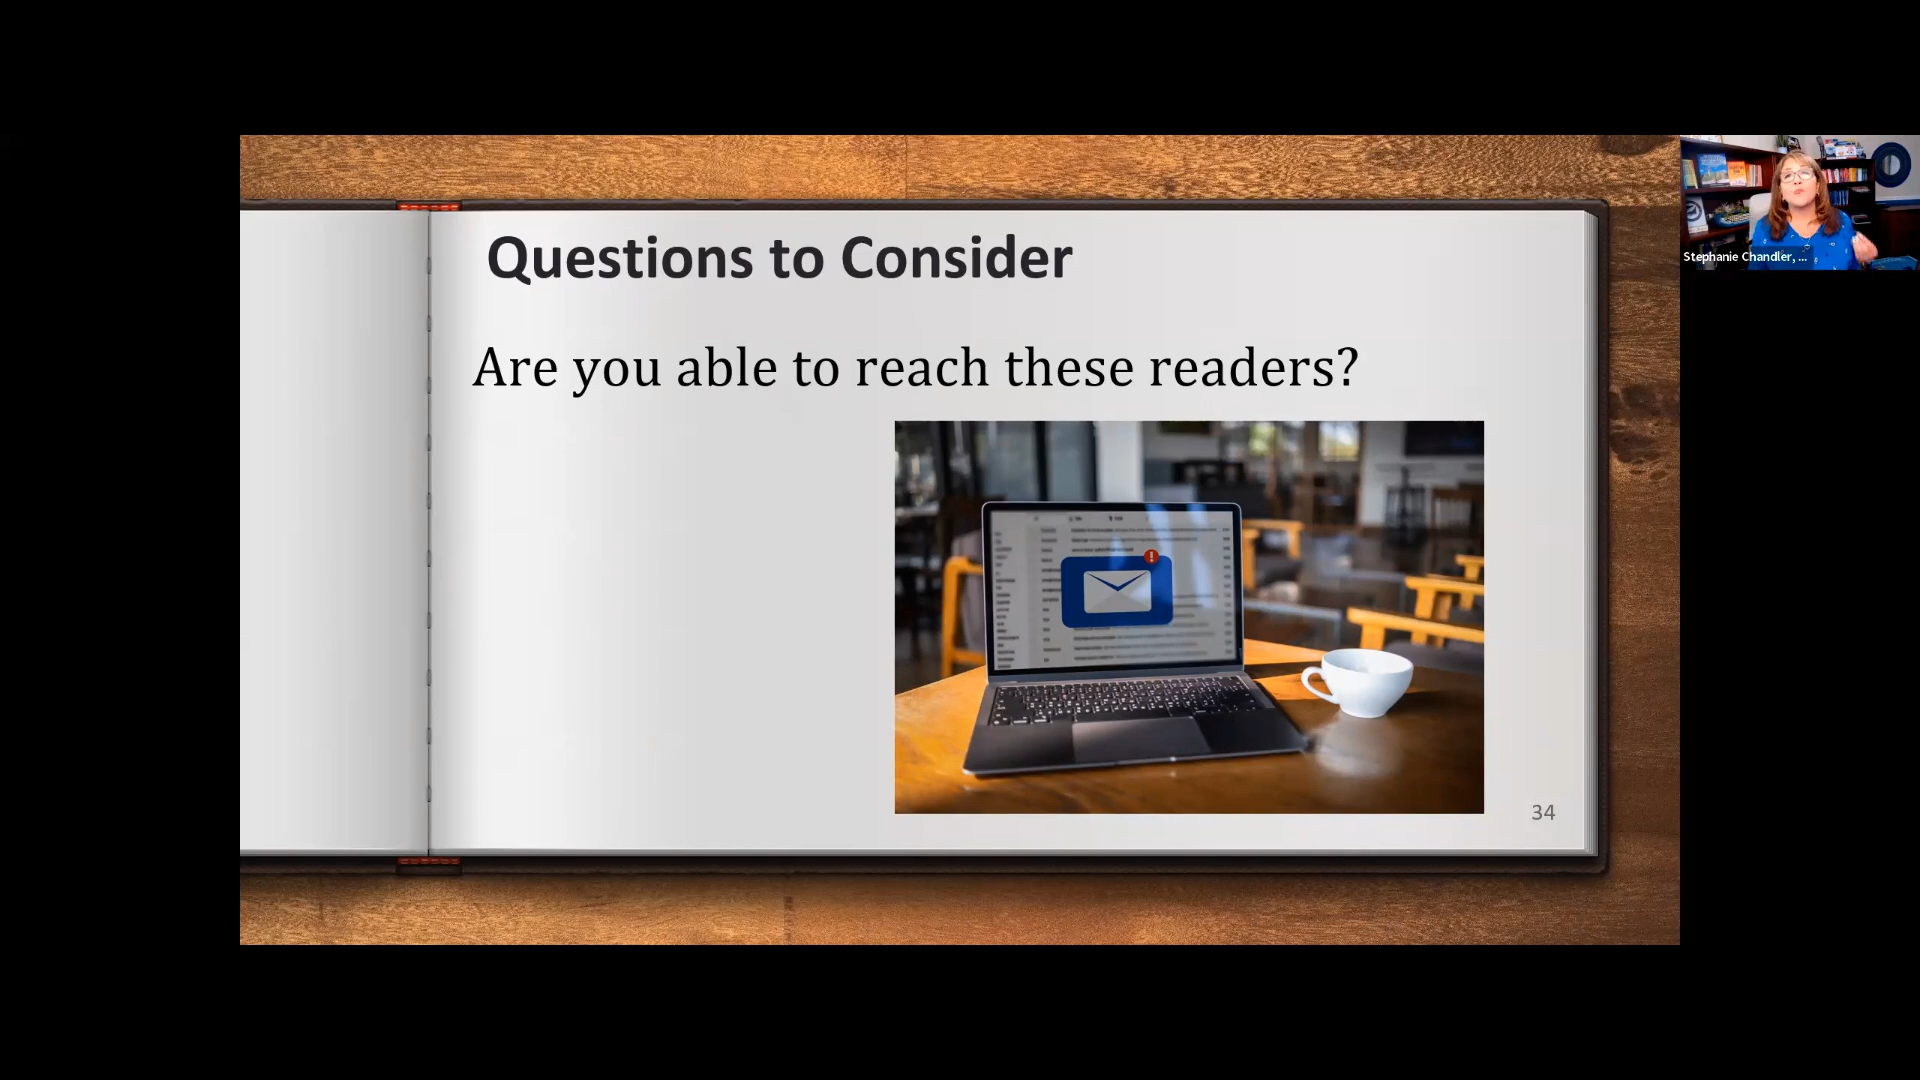 Questions to Consider
Are you able to reach these readers?
34
Stephanie Chandler, ...